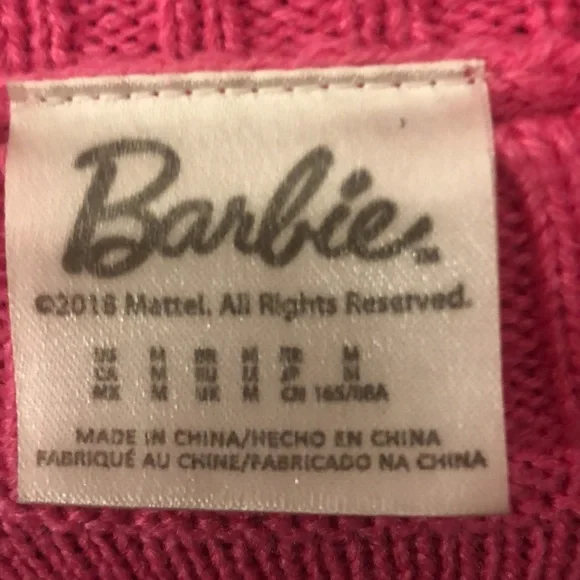 Barbie™
©2018 Mattel. All Rights Reserved.
US M BR M FR M
CA M EU M JP M
MX M UK M CN 165/88A
MADE IN CHINA/HECHO EN CHINA
FABRIQUÉ AU CHINE/FABRICADO NA CHINA